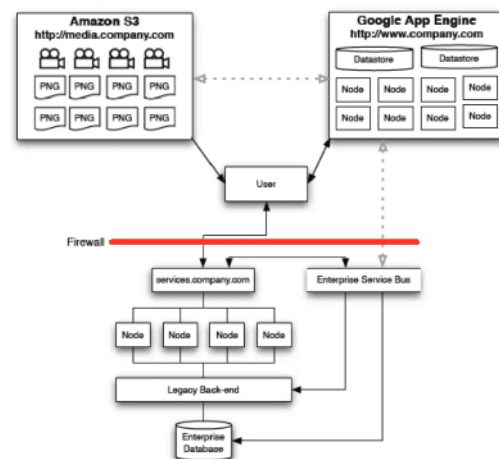 Amazon S3
http://media.company.com
PNG PNG PNG PNG
PNG PNG PNG PNG
Google App Engine
http://www.company.com
Datastore Datastore
Node Node Node Node
Node Node Node Node
User
Firewall
services.company.com
Enterprise Service Bus
Node Node Node Node
Legacy Back-end
Enterprise
Database